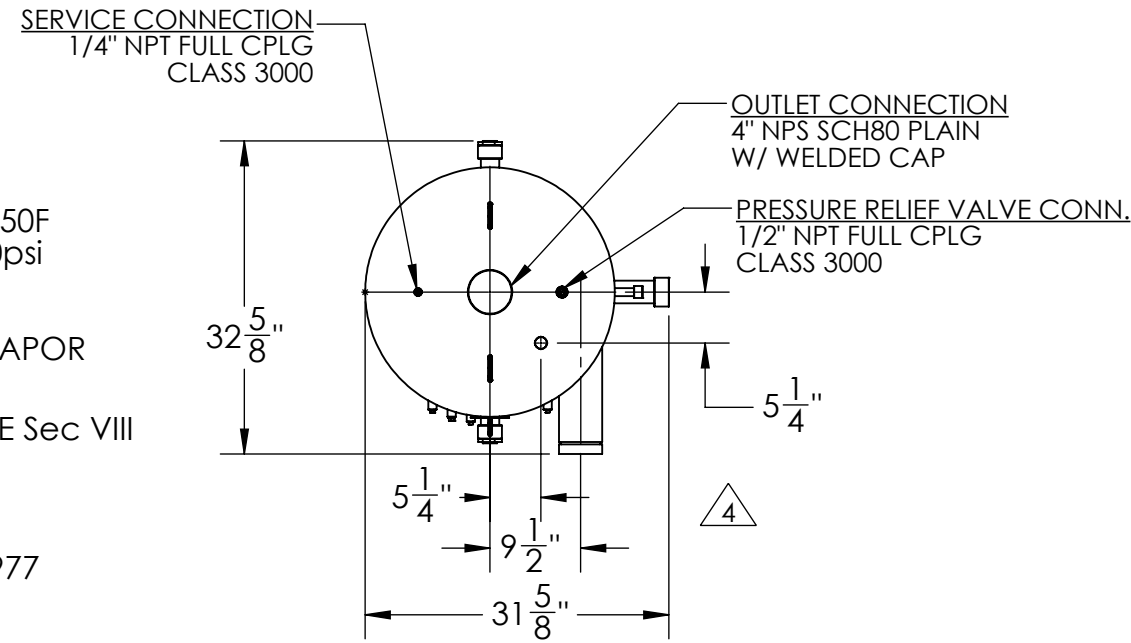 SERVICE CONNECTION
1/4" NPT FULL CPLG
CLASS 3000
OUTLET CONNECTION
4" NPS SCH80 PLAIN
W/ WELDED CAP
PRESSURE RELIEF VALVE CONN.
1/2" NPT FULL CPLG
CLASS 3000
50F
psi
APOR
E Sec VIII
977
32 5/8"
5 1/4"
5 1/4"
4
9 1/2"
31 5/8"